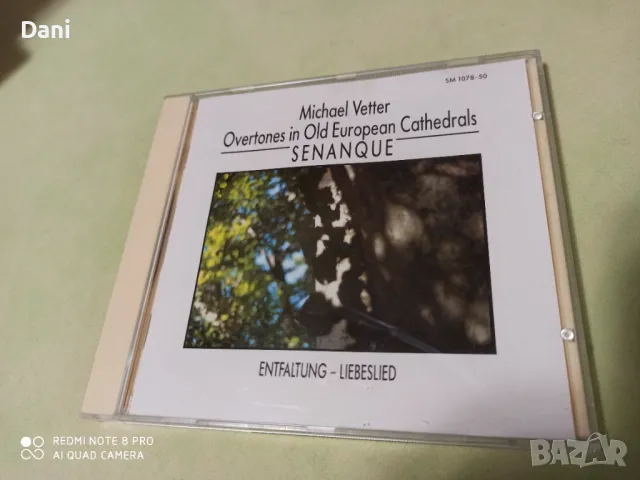 Dani
SM 1078-50
Michael Vetter
Overtones in Old European Cathedrals
SENANQUE
ENTFALTUNG – LIEBESLIED
REDMI NOTE 8 PRO
AI QUAD CAMERA
BAZAR